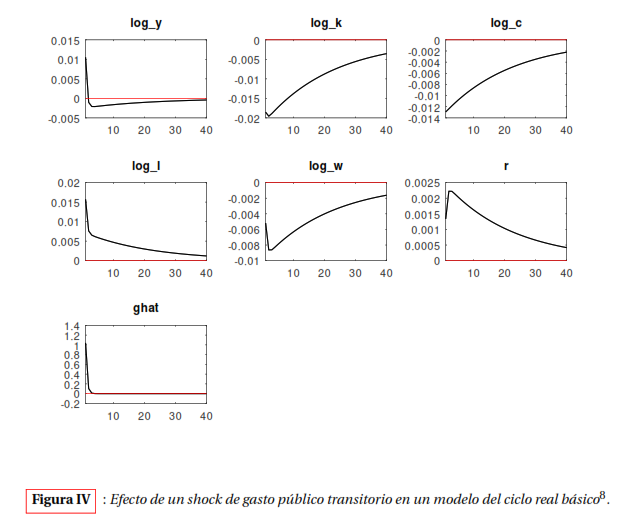 log_y log_k log_c
0.015 0 0
0.01 -0.005 -0.002
0.005 -0.01 -0.004
0 -0.015 -0.006
-0.005 -0.02 -0.008
-0.01
-0.012
-0.014
10 20 30 40 10 20 30 40 10 20 30 40
log_l log_w r
0.02 0 0.0025
0.015 -0.002 0.002
0.01 -0.004 0.0015
0.005 -0.006 0.001
0 -0.008 0.0005
-0.01 0
10 20 30 40 10 20 30 40 10 20 30 40
ghat
1.4
1.2
1
0.8
0.6
0.4
0.2
0
-0.2
10 20 30 40
Figura IV : Efecto de un shock de gasto público transitorio en un modelo del ciclo real básico⁸.